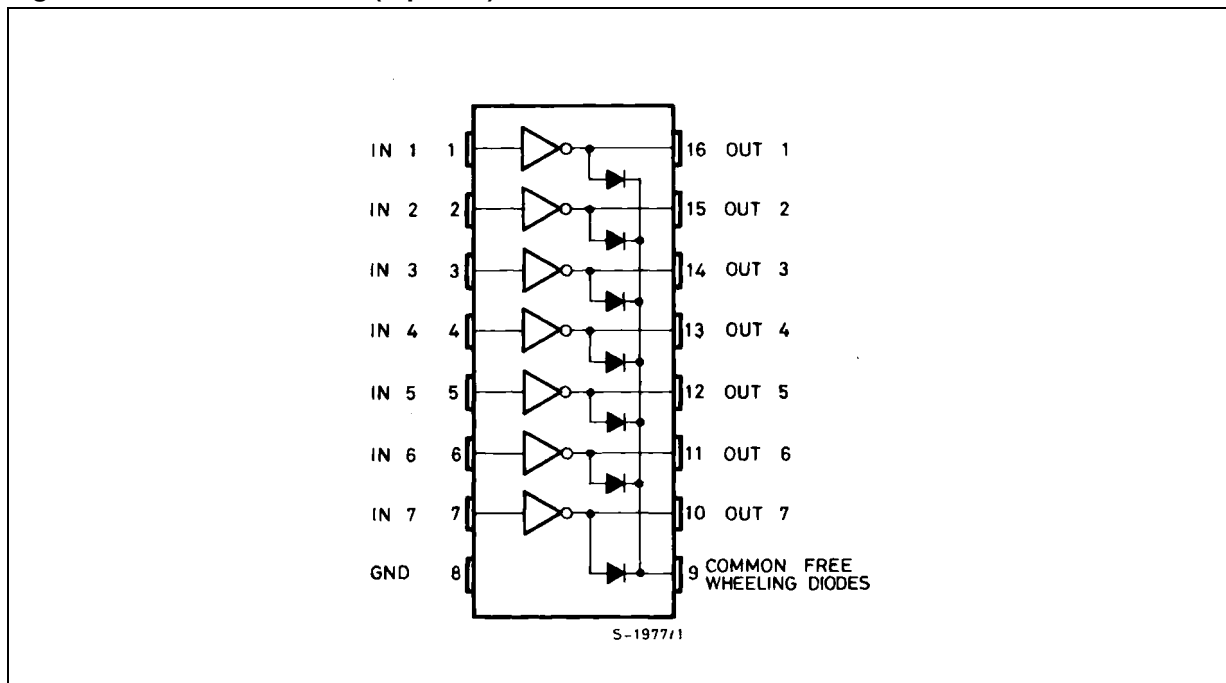 IN 1 1 16 OUT 1
IN 2 2 15 OUT 2
IN 3 3 14 OUT 3
IN 4 4 13 OUT 4
IN 5 5 12 OUT 5
IN 6 6 11 OUT 6
IN 7 7 10 OUT 7
GND 8 9 COMMON FREE
WHEELING DIODES
S-1977/1